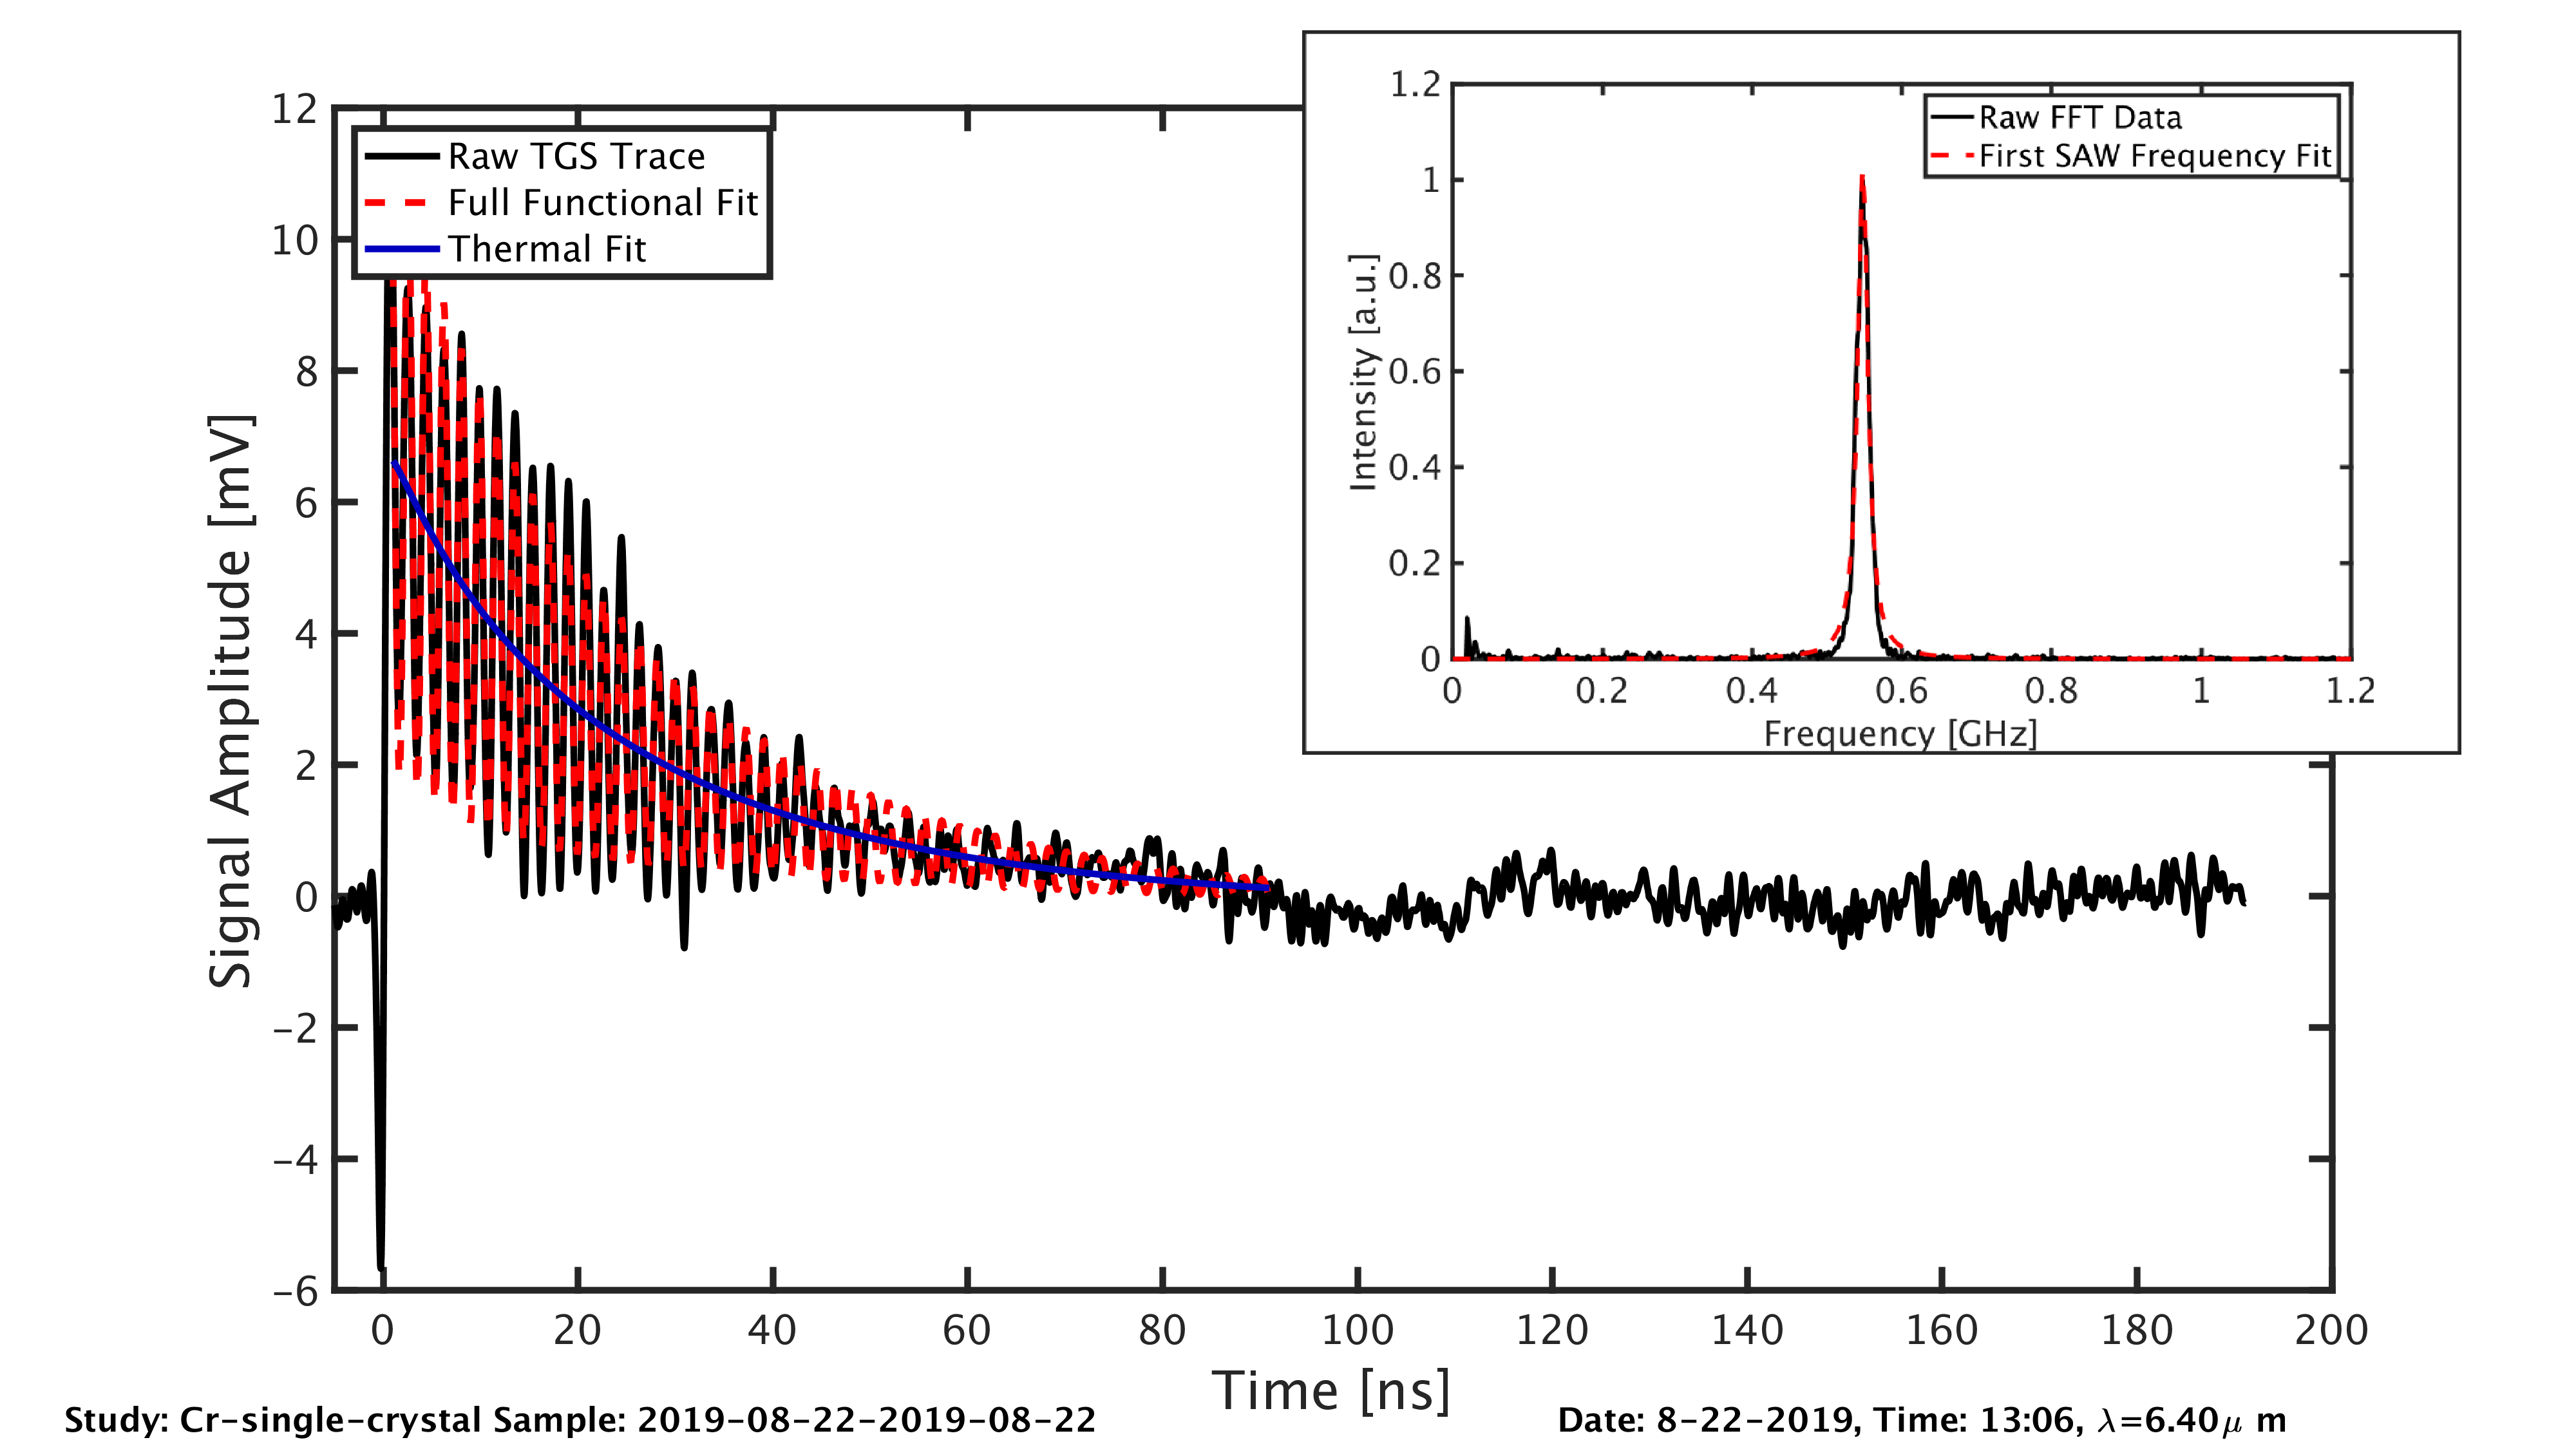 12
10
8
6
4
2
0
−2
−4
−6
Signal Amplitude [mV]
Raw TGS Trace
Full Functional Fit
Thermal Fit
0 20 40 60 80 100 120 140 160 180 200
Time [ns]
1.2
1
0.8
0.6
0.4
0.2
0
Intensity [a.u.]
Raw FFT Data
First SAW Frequency Fit
0 0.2 0.4 0.6 0.8 1 1.2
Frequency [GHz]
Study: Cr−single−crystal Sample: 2019−08−22−2019−08−22
Date: 8−22−2019, Time: 13:06, λ=6.40μ m